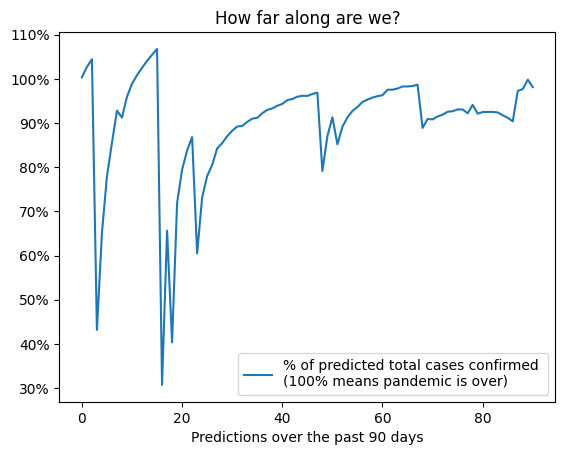 How far along are we?
110%
100%
90%
80%
70%
60%
50%
40%
30%
% of predicted total cases confirmed
(100% means pandemic is over)
0 20 40 60 80
Predictions over the past 90 days